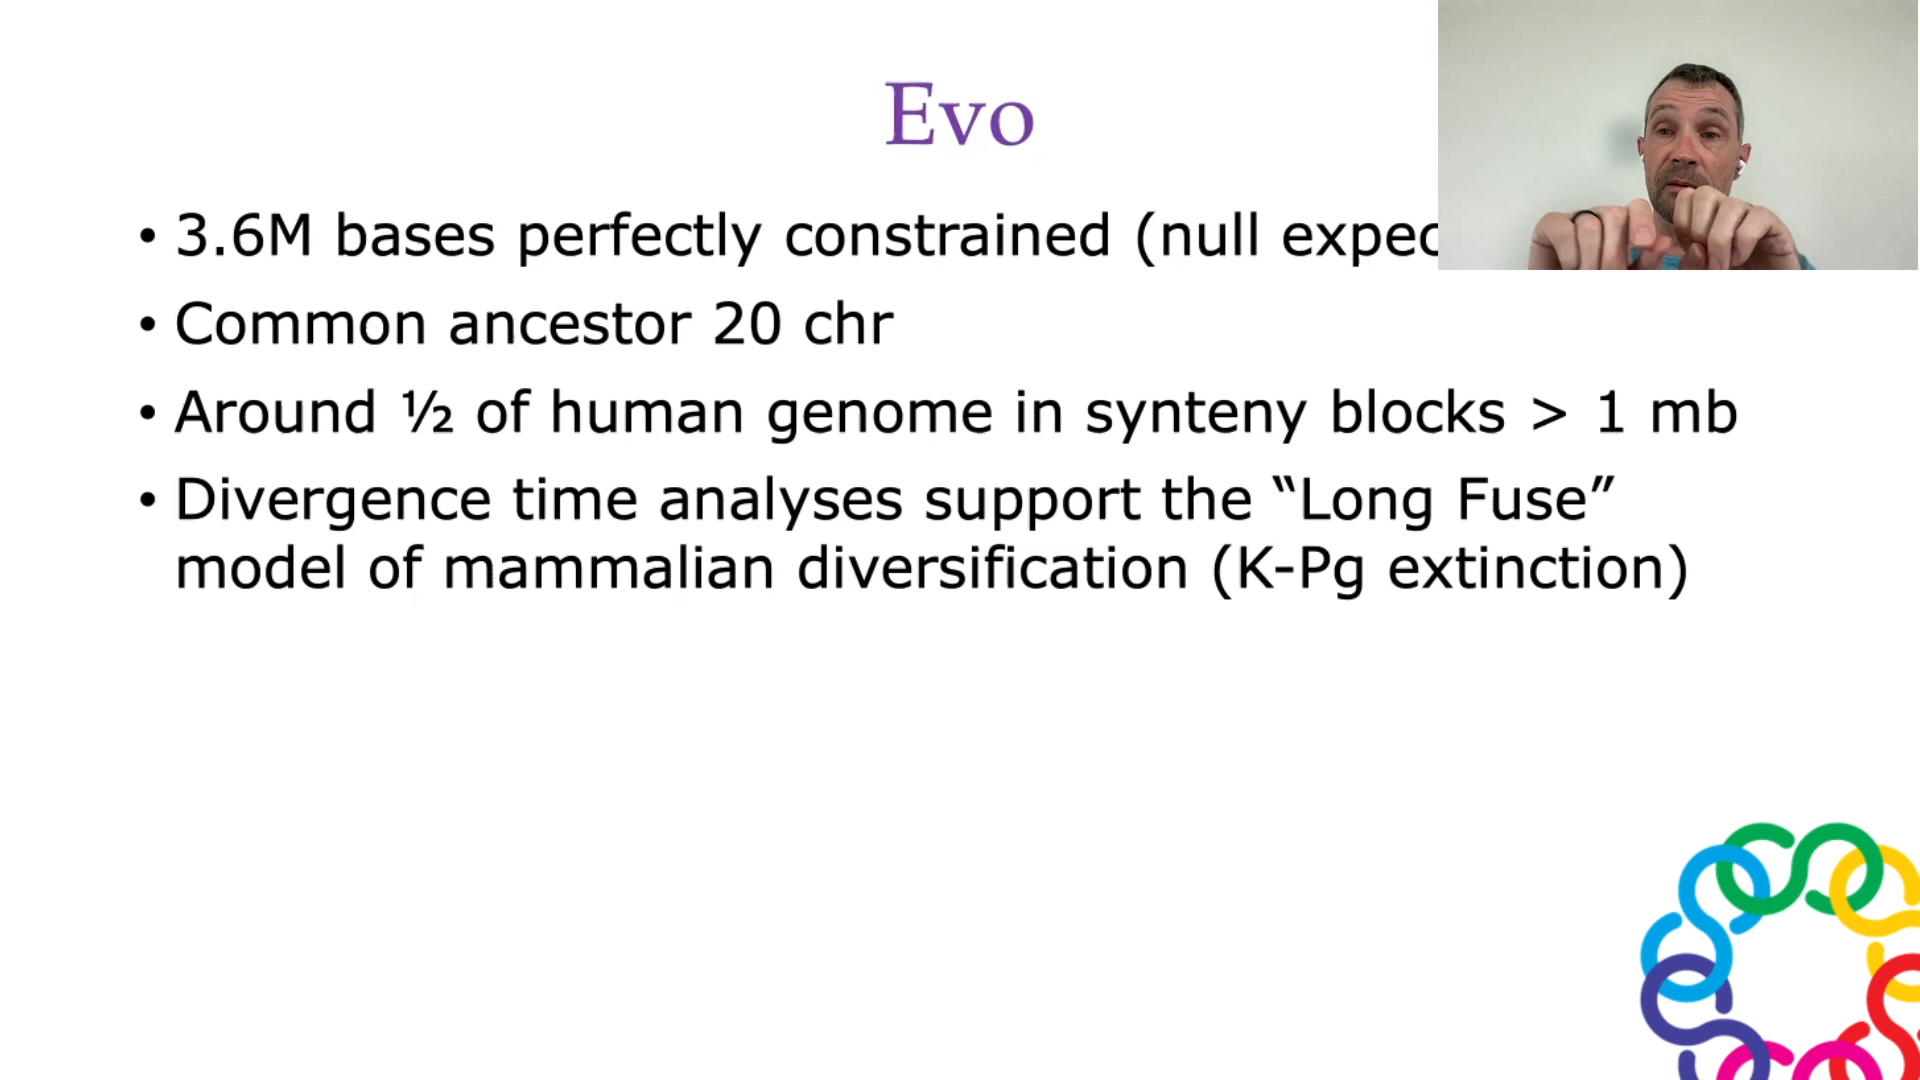 Evo
• 3.6M bases perfectly constrained (null
• Common ancestor 20 chr
• Around ½ of human genome in synteny blocks > 1 mb
• Divergence time analyses support the “Long Fuse”
model of mammalian diversification (K-Pg extinction)